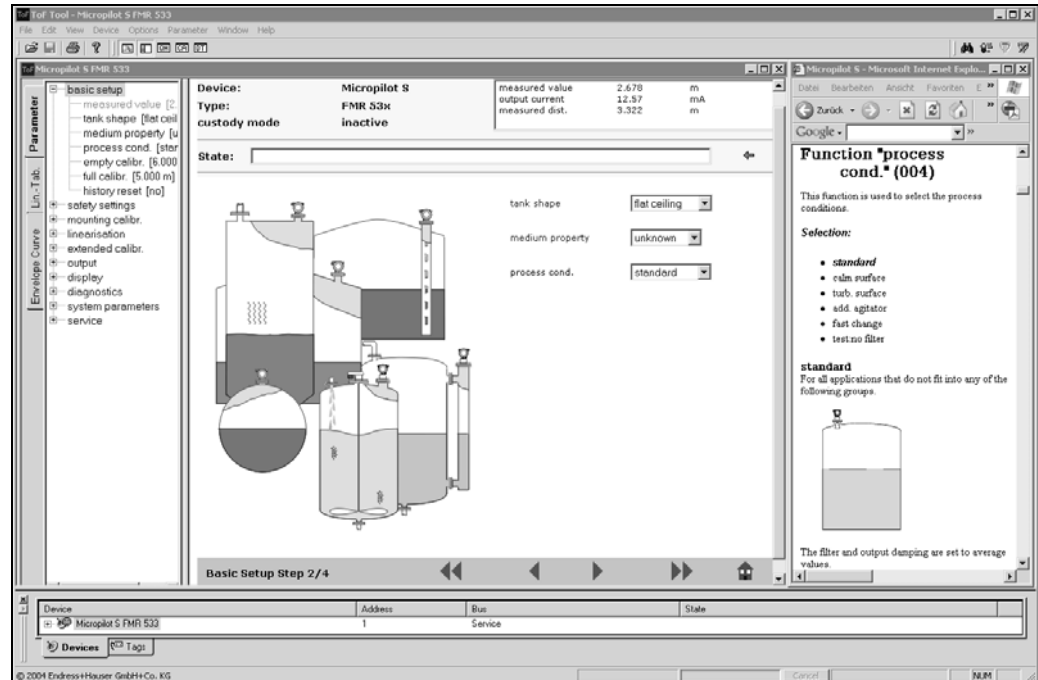 ToF Tool - Micropilot S FMR 533
File Edit View Device Options Parameter Window Help
Micropilot S FMR 533
Parameter
Lin.-Tab.
Envelope Curve
basic setup
measured value [2.
tank shape [flat ceil
medium property [u
process cond. [star
empty calibr. [6.000
full calibr. [5.000 m]
history reset [no]
safety settings
mounting calibr.
linearisation
extended calibr.
output
display
diagnostics
system parameters
service
Device: Micropilot S
Type: FMR 53x
custody mode inactive
measured value 2.678 m
output current 12.57 mA
measured dist. 3.322 m
State:
tank shape flat ceiling
medium property unknown
process cond. standard
Basic Setup Step 2/4
Micropilot S - Microsoft Internet Explo...
Datei Bearbeiten Ansicht Favoriten E »
Zurück »
Google »
Function "process
cond." (004)
This function is used to select the process
conditions.
Selection:
• standard
• calm surface
• turb. surface
• add. agitator
• fast change
• test:no filter
standard
For all applications that do not fit into any of the
following groups.
The filter and output damping are set to average
values.
Device Address Bus State
Micropilot S FMR 533 1 Service
Devices Tags
© 2004 Endress+Hauser GmbH+Co. KG Cancel NUM